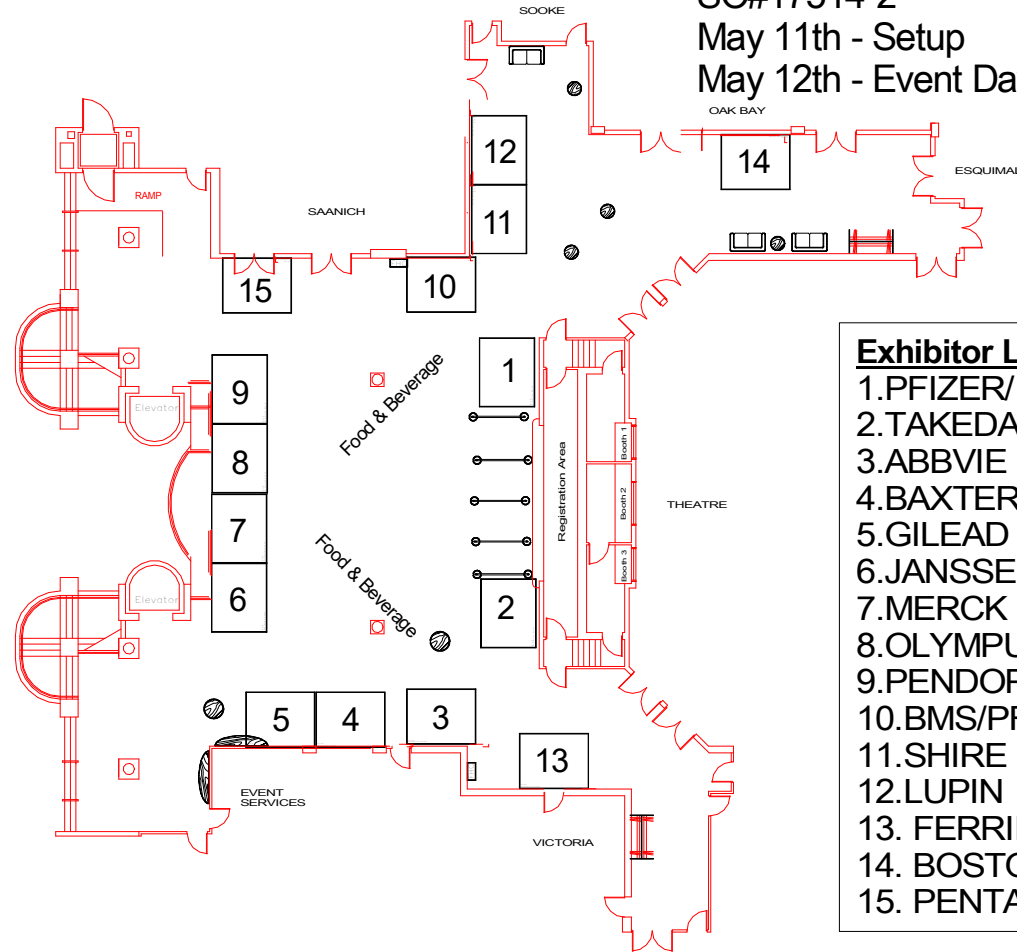 SOOKE
May 11th - Setup
May 12th - Event Da
OAK BAY
12
14
ESQUIMAL
11
RAMP
SAANICH
15
10
1
9
Food & Beverage
Elevator
8
Booth 1
Registration Area
Booth 2
THEATRE
7
Food & Beverage
Booth 3
6
Elevator
2
5
4
3
13
EVENT
SERVICES
VICTORIA
Exhibitor L
1.PFIZER/
2.TAKEDA
3.ABBVIE
4.BAXTER
5.GILEAD
6.JANSSE
7.MERCK
8.OLYMPU
9.PENDOP
10.BMS/PF
11.SHIRE
12.LUPIN
13. FERRI
14. BOSTO
15. PENTA